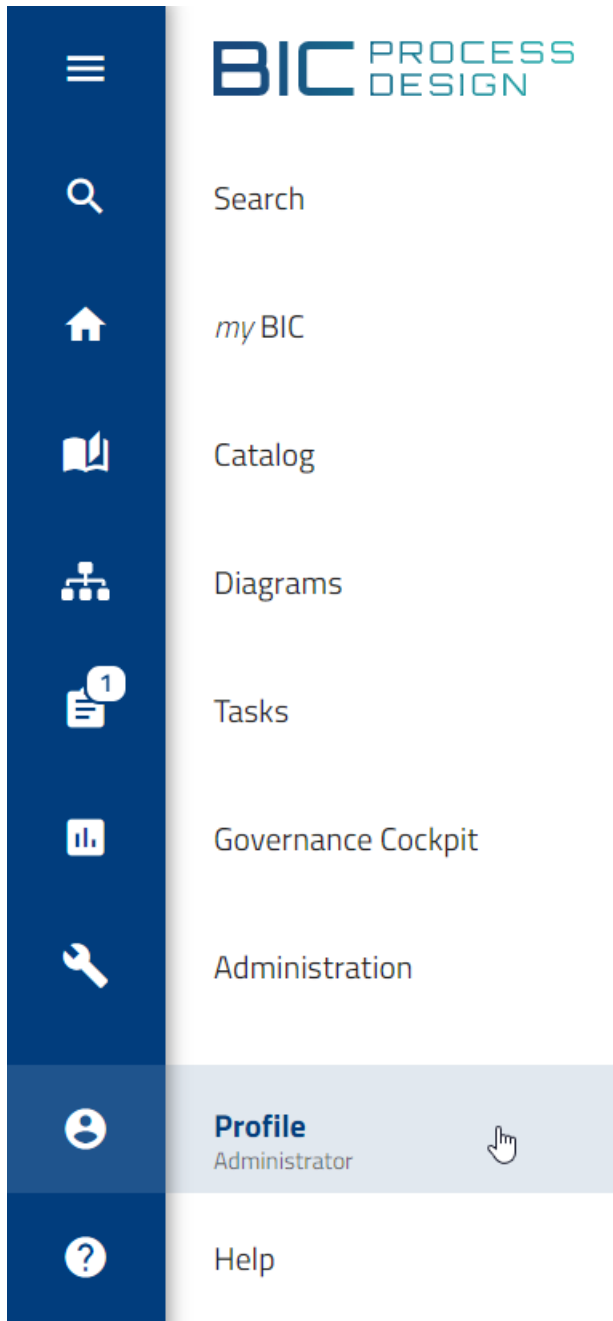 BIC PROCESS
DESIGN
Search
my BIC
Catalog
Diagrams
1
Tasks
Governance Cockpit
Administration
Profile
Administrator
?
Help